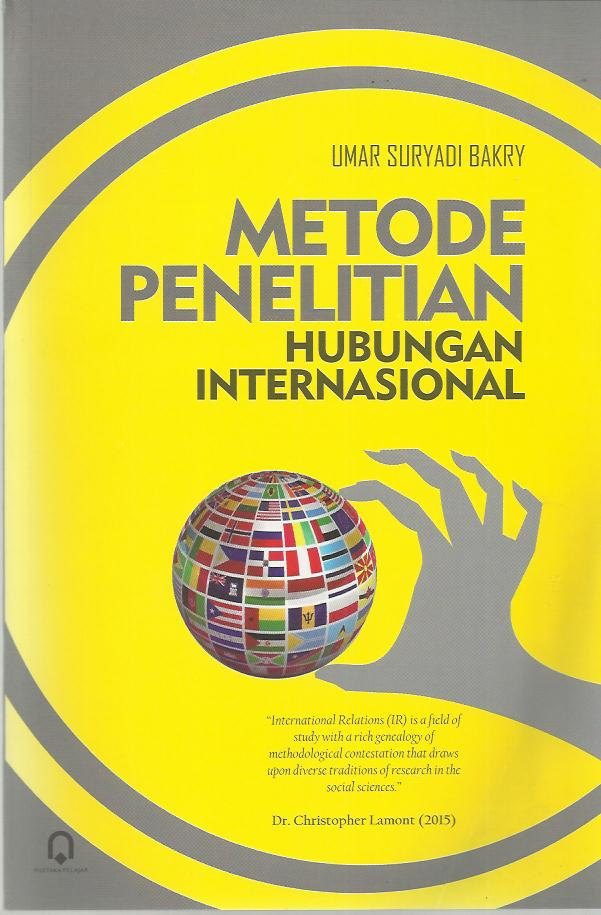 UMAR SURYADI BAKRY
METODE
PENELITIAN
HUBUNGAN
INTERNASIONAL
“International Relations (IR) is a field of
study with a rich genealogy of
methodological contestation that draws
upon diverse traditions of research in the
social sciences.”
Dr. Christopher Lamont (2015)
PUSTAKA PELAJAR